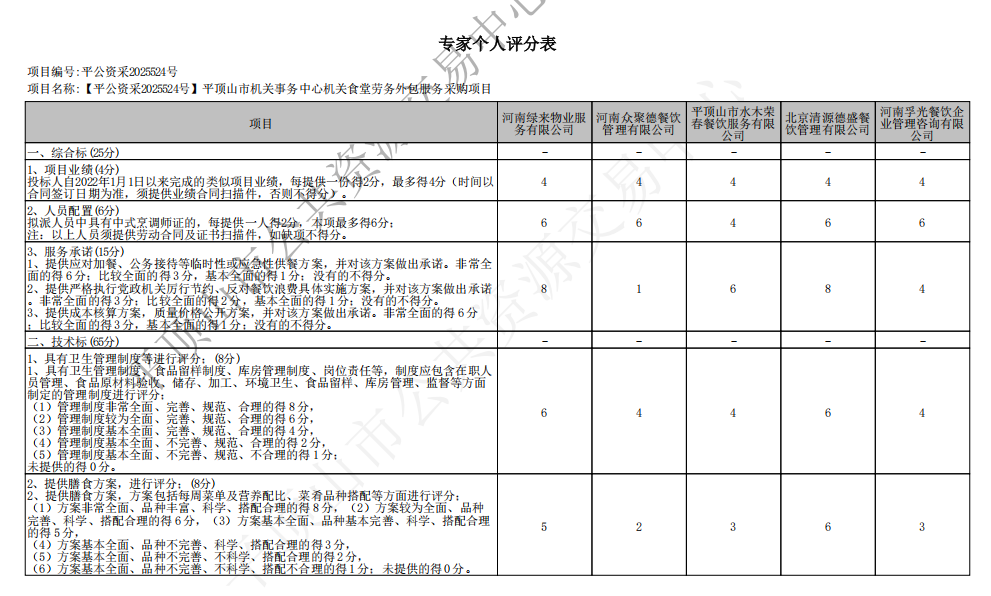 专家个人评分表
项目编号:平公资采2025524号
项目名称:【平公资采2025524号】平顶山市机关事务中心机关食堂劳务外包服务采购项目
项目 河南绿来物业服务有限公司 河南众聚德餐饮管理有限公司 平顶山市水木荣春餐饮服务有限公司 北京清源德盛餐饮管理有限公司 河南孚光餐饮企业管理咨询有限公司
一、综合标(25分) － － － － －
1、项目业绩(4分)
投标人自2022年1月1日以来完成的类似项目业绩，每提供一份得2分，最多得4分（时间以
合同签订日期为准，须提供业绩合同扫描件，否则不得分）。
4 4 4 4 4
2、人员配置(6分)
拟派人员中具有中式烹调师证的，每提供一人得2分，本项最多得6分；
注：以上人员须提供劳动合同及证书扫描件，如缺项不得分。
6 6 4 6 6
3、服务承诺(15分)
1、提供应对加餐、公务接待等临时性或应急性供餐方案，并对该方案做出承诺。非常全
面的得６分；比较全面的得３分，基本全面的得１分；没有的不得分。
2、提供严格执行党政机关厉行节约、反对餐饮浪费具体实施方案，并对该方案做出承诺
。非常全面的得３分；比较全面的得２分，基本全面的得１分；没有的不得分。
3、提供成本核算方案，质量价格公开方案，并对该方案做出承诺。非常全面的得６分
；比较全面的得３分，基本全面的得１分；没有的不得分。
8 1 6 8 4
二、技术标(65分) － － － － －
1、具有卫生管理制度等进行评分；(8分)
1、具有卫生管理制度、食品留样制度、库房管理制度、岗位责任等，制度应包含在职人
员管理、食品原材料验收、储存、加工、环境卫生、食品留样、库房管理、监督等方面
制定的管理制度进行评分；
（1）管理制度非常全面、完善、规范、合理的得８分，
（2）管理制度较为全面、完善、规范、合理的得６分，
（3）管理制度基本全面、完善、规范、合理的得４分，
（4）管理制度基本全面、不完善、规范、合理的得２分，
（5）管理制度基本全面、不完善、规范、不合理的得１分；
未提供的得０分。
6 4 4 6 4
2、提供膳食方案，进行评分；(8分)
2、提供膳食方案，方案包括每周菜单及营养配比、菜肴品种搭配等方面进行评分；
（1）方案非常全面、品种丰富、科学、搭配合理的得８分，（2）方案较为全面、品种
完善、科学、搭配合理的得６分，（3）方案基本全面、品种基本完善、科学、搭配合理
的得５分，
（4）方案基本全面、品种不完善、科学、搭配合理的得３分，
（5）方案基本全面、品种不完善、不科学、搭配合理的得２分，
（6）方案基本全面、品种不完善、不科学、搭配不合理的得１分；未提供的得０分。
5 2 3 6 3
平顶山市公共资源交易中心
平顶山市公共资源交易中心